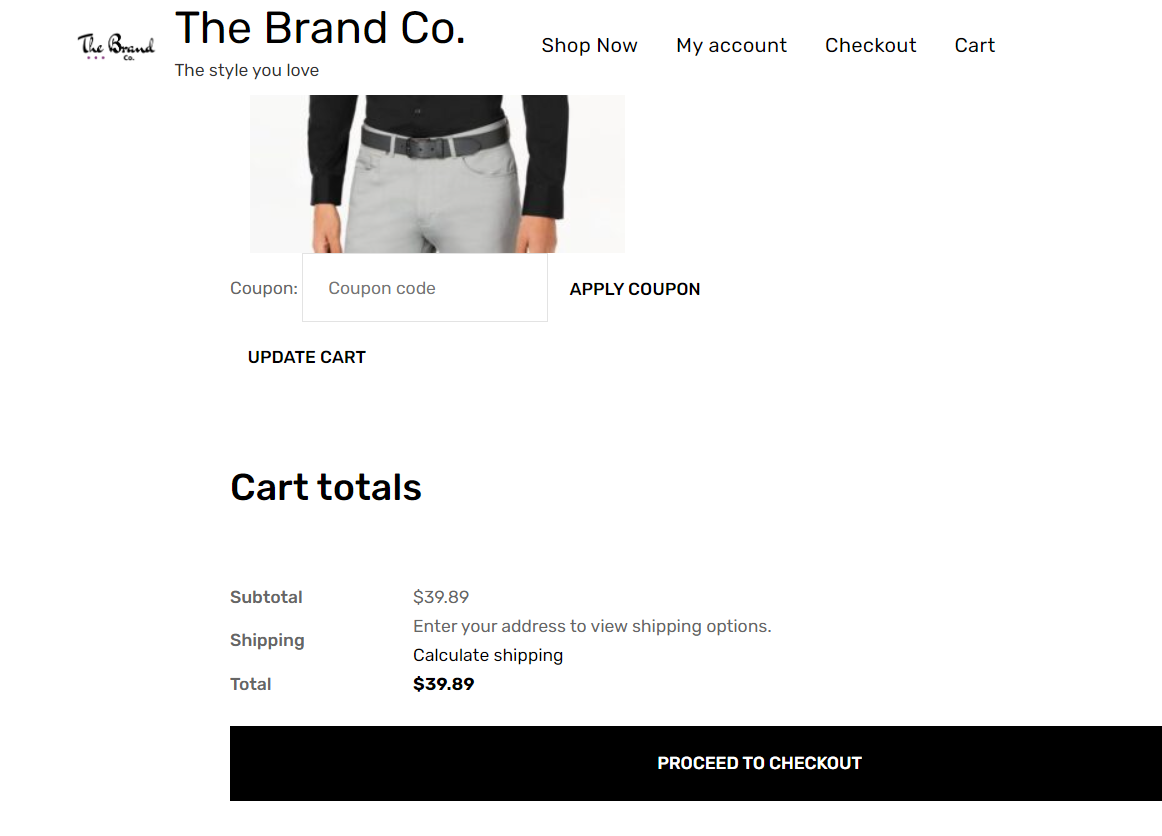 The Brand
Co.
The Brand Co.
The style you love
Shop Now My account Checkout Cart
Coupon: Coupon code APPLY COUPON
UPDATE CART
Cart totals
Subtotal $39.89
Shipping Enter your address to view shipping options.
Calculate shipping
Total $39.89
PROCEED TO CHECKOUT